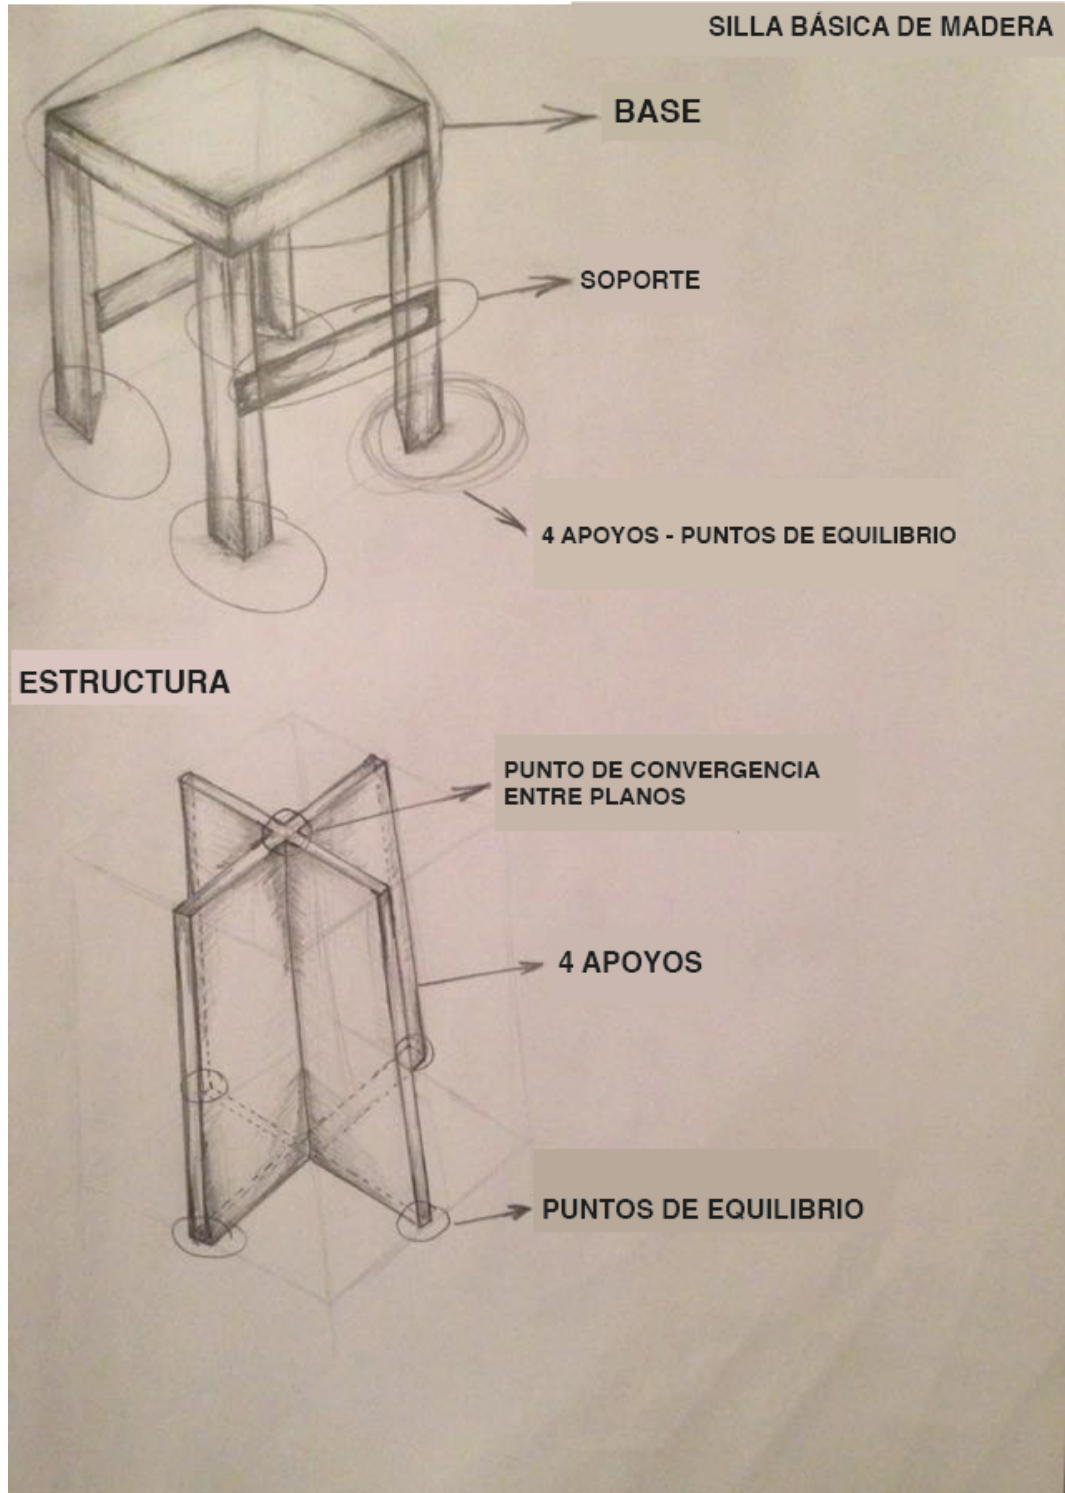 SILLA BÁSICA DE MADERA
BASE
SOPORTE
4 APOYOS - PUNTOS DE EQUILIBRIO
ESTRUCTURA
PUNTO DE CONVERGENCIA
ENTRE PLANOS
4 APOYOS
PUNTOS DE EQUILIBRIO